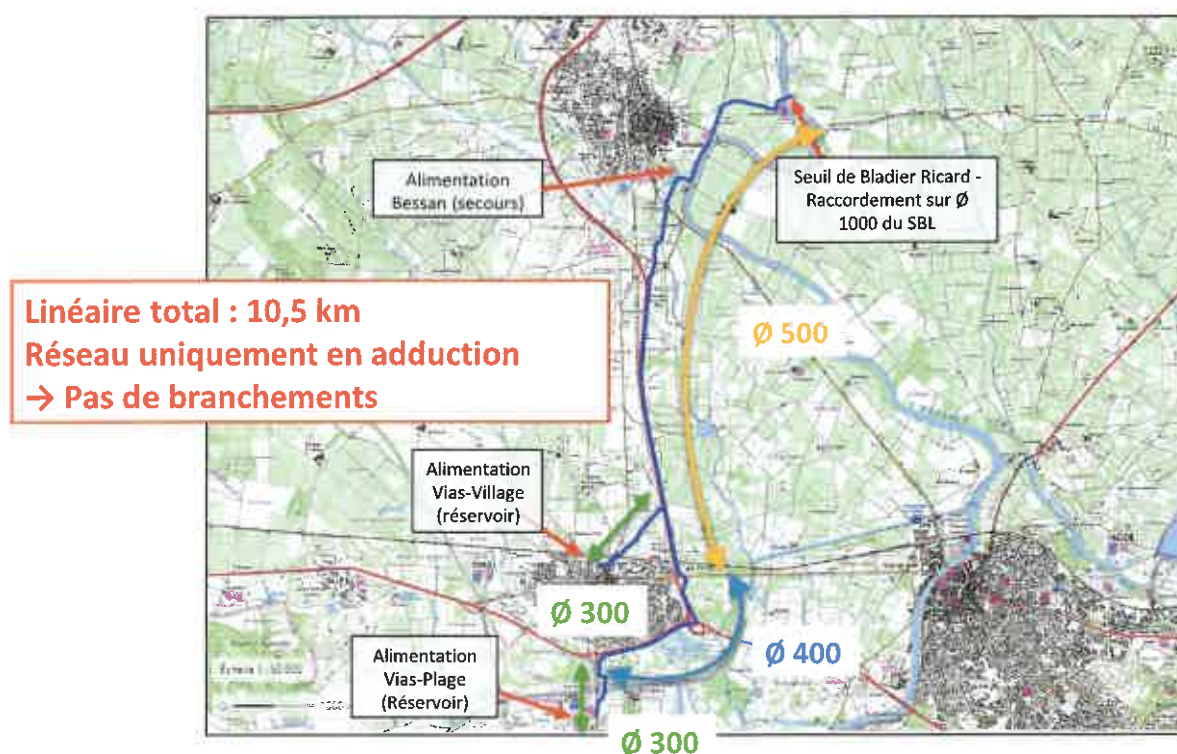 Alimentation
Bessan (secours)
Seuil de Bladier Ricard -
Raccordement sur Ø
1000 du SBL
Linéaire total : 10,5 km
Réseau uniquement en adduction
→ Pas de branchements
Ø 500
Alimentation
Vias-Village
(réservoir)
Ø 300
Ø 400
Alimentation
Vias-Plage
(Réservoir)
Ø 300